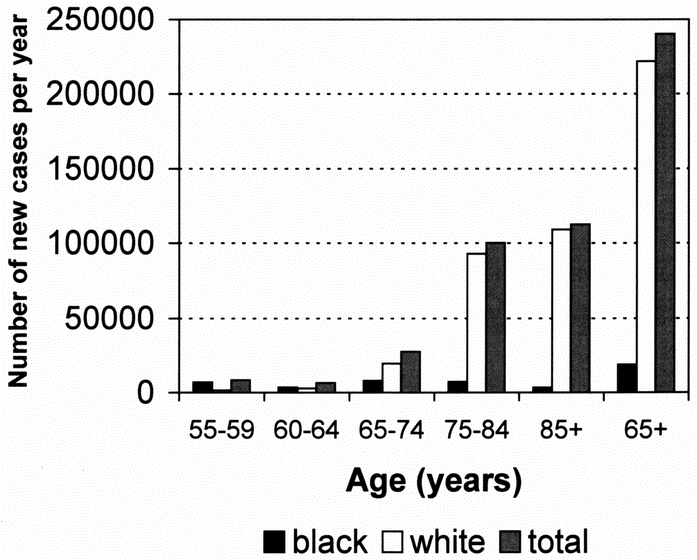 Number of new cases per year
250000
200000
150000
100000
50000
0
55-59 60-64 65-74 75-84 85+ 65+
Age (years)
black white total